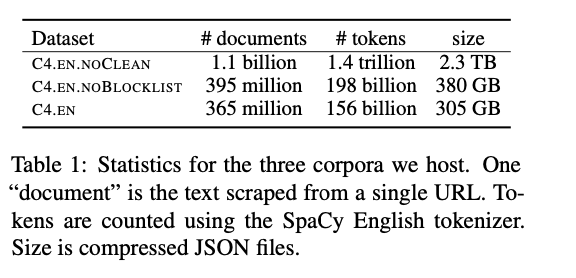 Dataset # documents # tokens size
C4.EN.NOCLEAN 1.1 billion 1.4 trillion 2.3 TB
C4.EN.NOBLOCKLIST 395 million 198 billion 380 GB
C4.EN 365 million 156 billion 305 GB
Table 1: Statistics for the three corpora we host. One
“document” is the text scraped from a single URL. To-
kens are counted using the SpaCy English tokenizer.
Size is compressed JSON files.